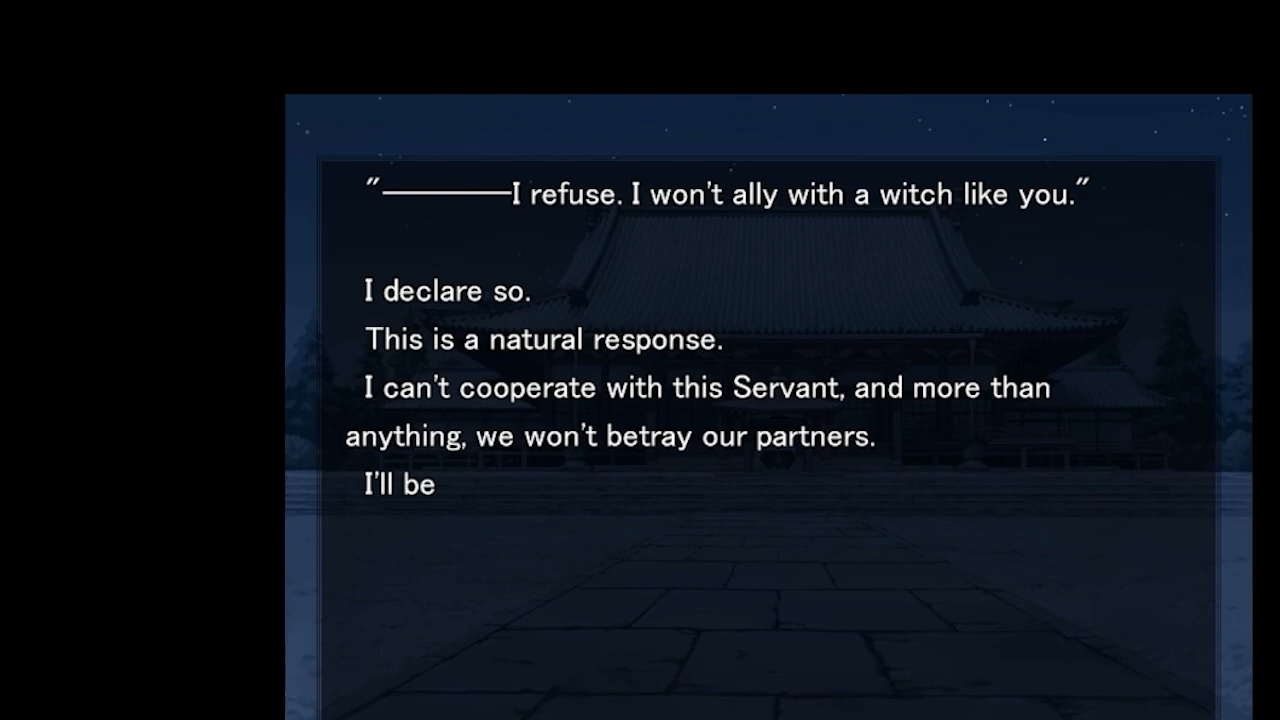 "————I refuse. I won't ally with a witch like you."
I declare so.
This is a natural response.
I can't cooperate with this Servant, and more than
anything, we won't betray our partners.
I'll be